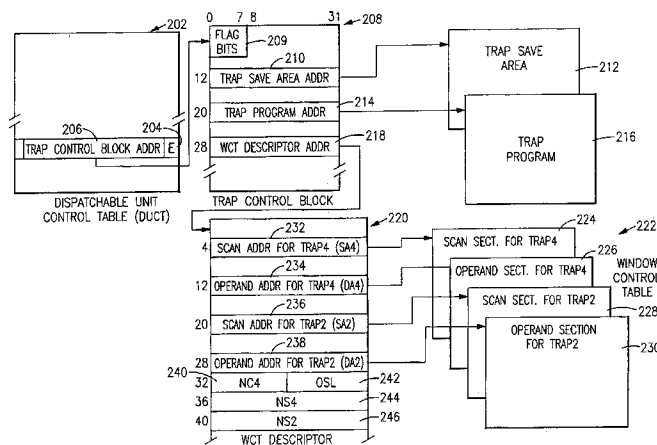 0 7 8 31
202
208
FLAG
BITS
209
210
12 TRAP SAVE AREA ADDR
TRAP SAVE
AREA
212
206 204
TRAP CONTROL BLOCK ADDR E
214
20 TRAP PROGRAM ADDR
218
28 WCT DESCRIPTOR ADDR
TRAP
PROGRAM
216
DISPATCHABLE UNIT
CONTROL TABLE (DUCT)
TRAP CONTROL BLOCK
220
232
4 SCAN ADDR FOR TRAP4 (SA4)
234
12 OPERAND ADDR FOR TRAP4 (DA4)
236
20 SCAN ADDR FOR TRAP2 (SA2)
238
28 OPERAND ADDR FOR TRAP2 (DA2)
240
32 NC4 OSL 242
36 NS4 244
40 NS2 246
WCT DESCRIPTOR
224
222
SCAN SECT. FOR TRAP4
226
OPERAND SECT. FOR TRAP4
WINDOW
CONTROL
TABLE
SCAN SECT. FOR TRAP2
228
OPERAND SECTION
FOR TRAP2
230